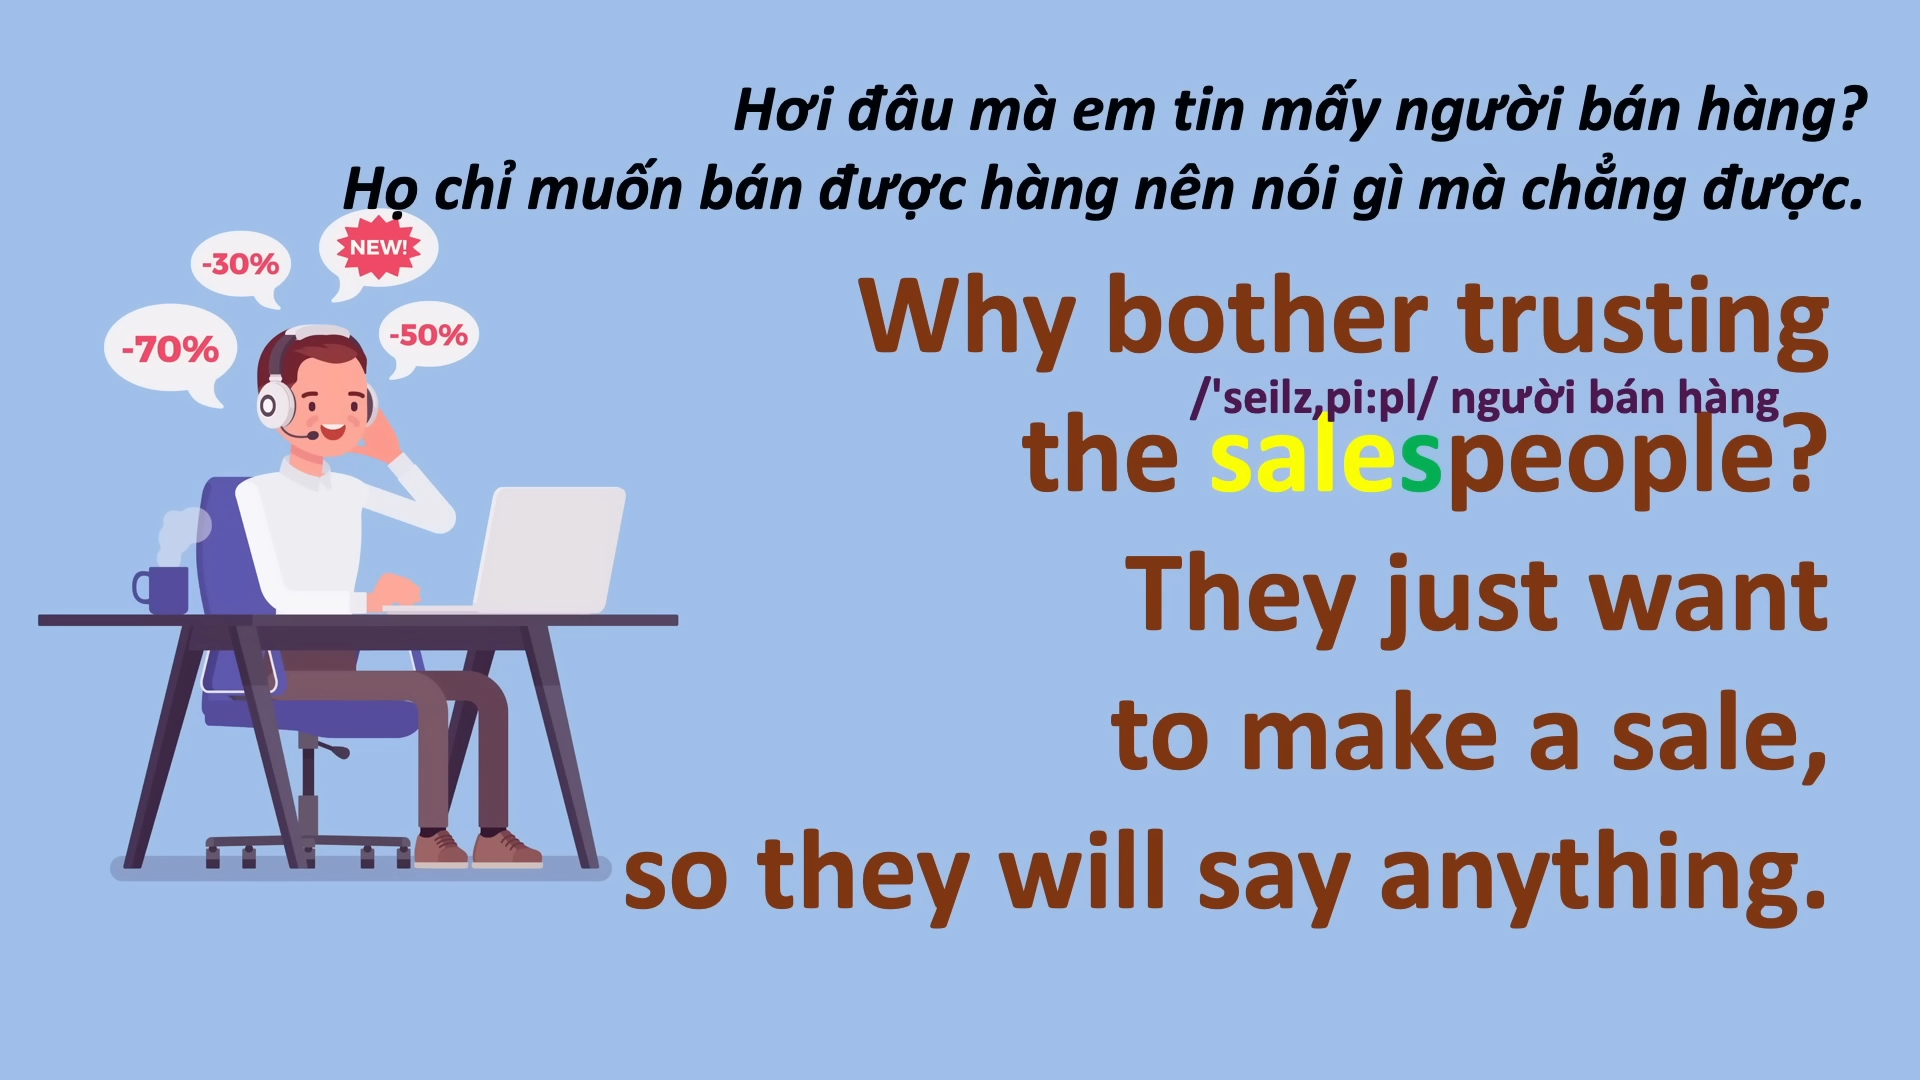 Hơi đâu mà em tin mấy người bán hàng?
Họ chỉ muốn bán được hàng nên nói gì mà chẳng được.
NEW!
-30%
-50%
-70%
Why bother trusting
/'seilz,pi:pl/ người bán hàng
the salespeople?
They just want
to make a sale,
so they will say anything.